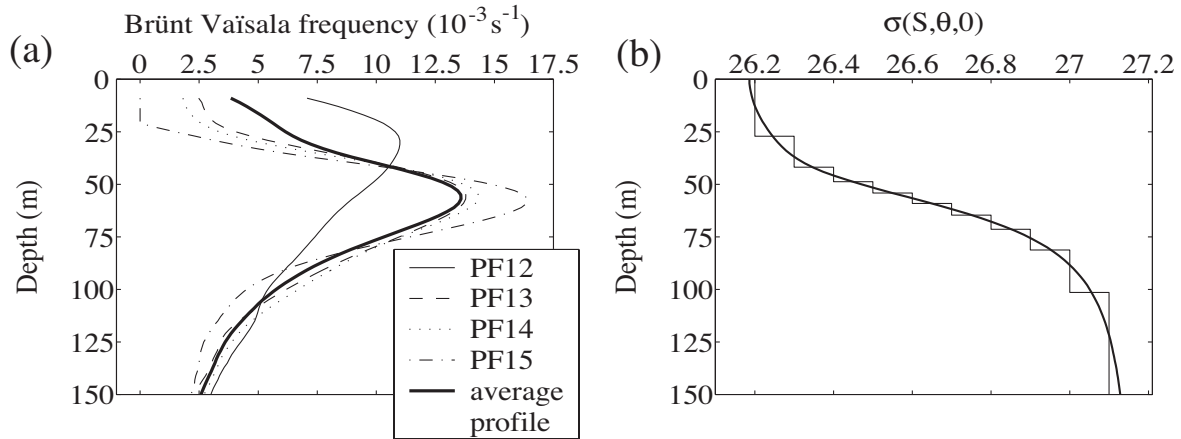 Brünt Vaïsala frequency (10⁻³ s⁻¹)
(a)
0 2.5 5 7.5 10 12.5 15 17.5
0
25
50
75
100
125
150
Depth (m)
PF12
PF13
PF14
PF15
average
profile
σ(S,θ,0)
(b)
26.2 26.4 26.6 26.8 27 27.2
0
25
50
75
100
125
150
Depth (m)